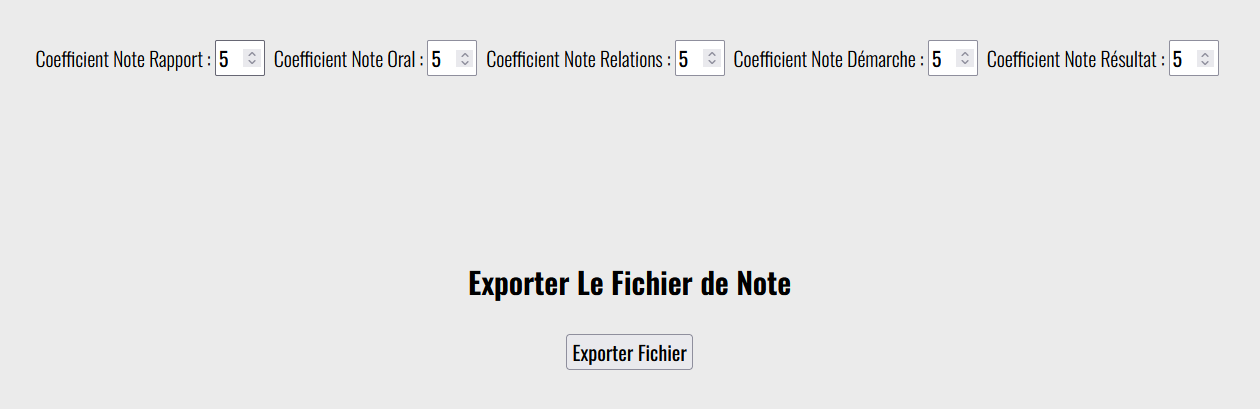 Coefficient Note Rapport : 5 Coefficient Note Oral : 5 Coefficient Note Relations : 5 Coefficient Note Démarche : 5 Coefficient Note Résultat : 5
Exporter Le Fichier de Note
Exporter Fichier